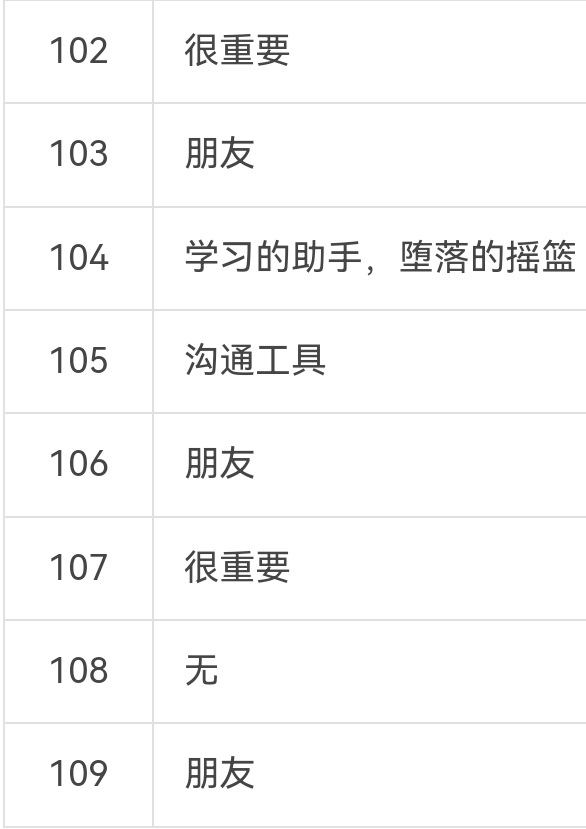 102 很重要
103 朋友
104 学习的助手，堕落的摇篮
105 沟通工具
106 朋友
107 很重要
108 无
109 朋友